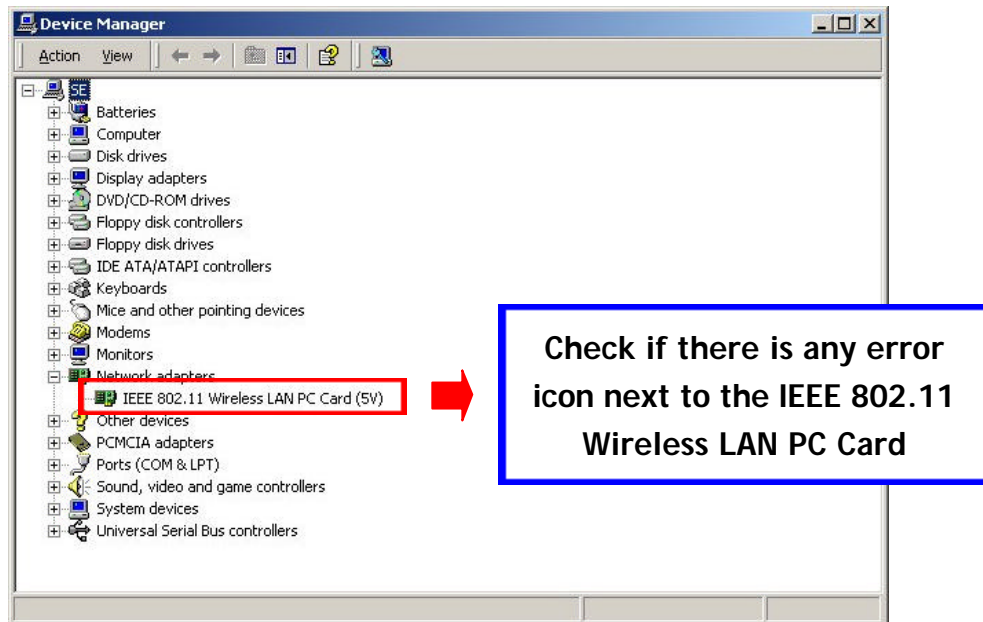 Device Manager
Action View
SE
Batteries
Computer
Disk drives
Display adapters
DVD/CD-ROM drives
Floppy disk controllers
Floppy disk drives
IDE ATA/ATAPI controllers
Keyboards
Mice and other pointing devices
Modems
Monitors
Network adapters
IEEE 802.11 Wireless LAN PC Card (5V)
Other devices
PCMCIA adapters
Ports (COM & LPT)
Sound, video and game controllers
System devices
Universal Serial Bus controllers
Check if there is any error
icon next to the IEEE 802.11
Wireless LAN PC Card